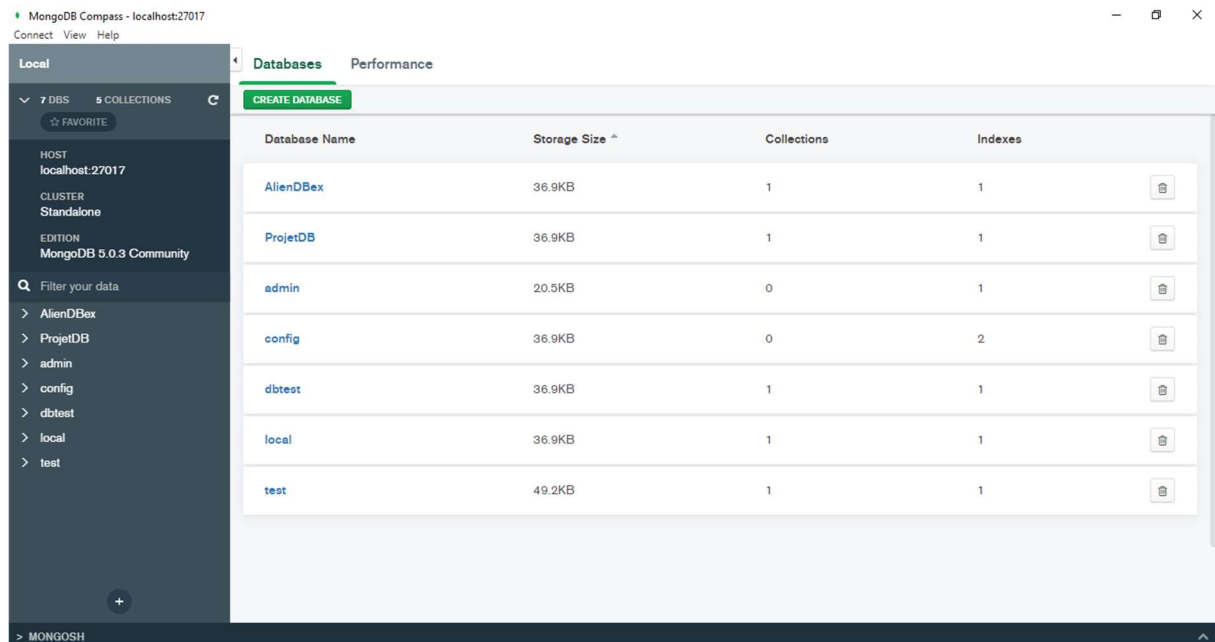 MongoDB Compass - localhost:27017
Connect View Help
Local
7 DBS 5 COLLECTIONS
FAVORITE
HOST
localhost:27017
CLUSTER
Standalone
EDITION
MongoDB 5.0.3 Community
Filter your data
> AlienDBex
> ProjetDB
> admin
> config
> dbtest
> local
> test
Databases Performance
CREATE DATABASE
Database Name Storage Size Collections Indexes
AlienDBex 36.9KB 1 1
ProjetDB 36.9KB 1 1
admin 20.5KB 0 1
config 36.9KB 0 2
dbtest 36.9KB 1 1
local 36.9KB 1 1
test 49.2KB 1 1
> MONGOSH